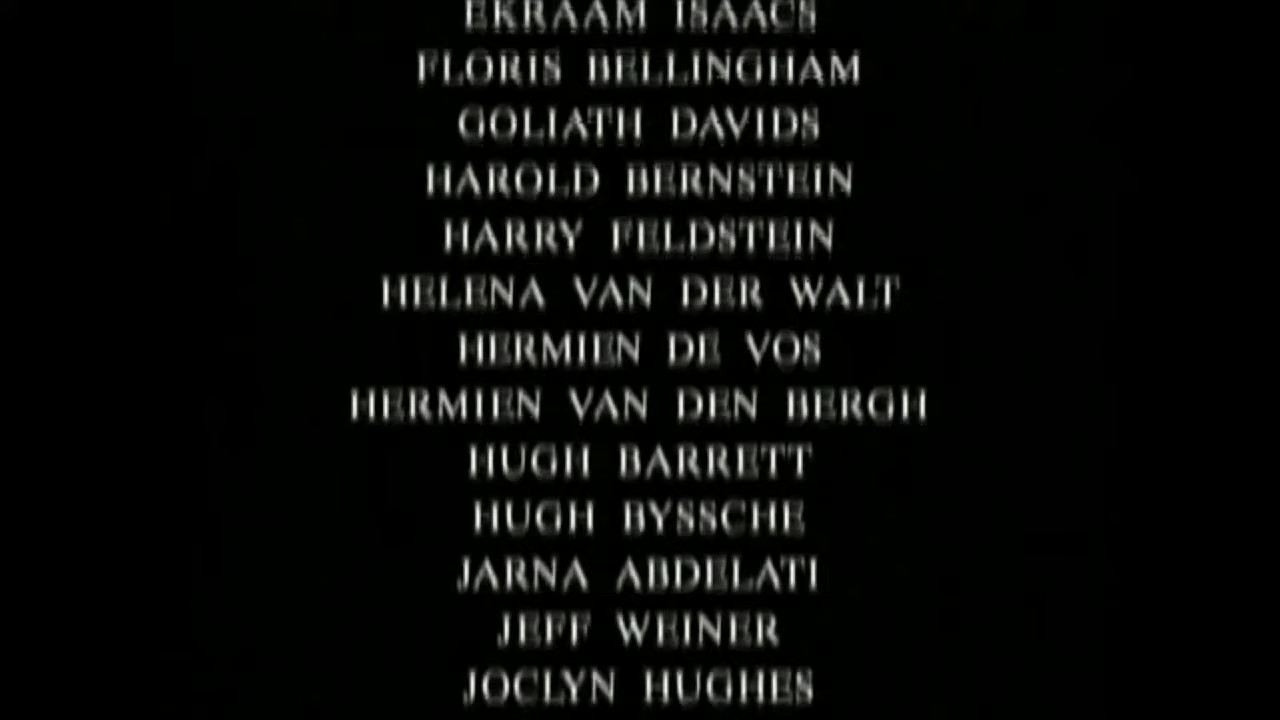 EKRAAM ISAACS
FLORIS BELLINGHAM
GOLIATH DAVIDS
HAROLD BERNSTEIN
HARRY FELDSTEIN
HELENA VAN DER WALT
HERMIEN DE VOS
HERMIEN VAN DEN BERGH
HUGH BARRETT
HUGH BYSSCHE
JARNA ABDELATI
JEFF WEINER
JOCLYN HUGHES